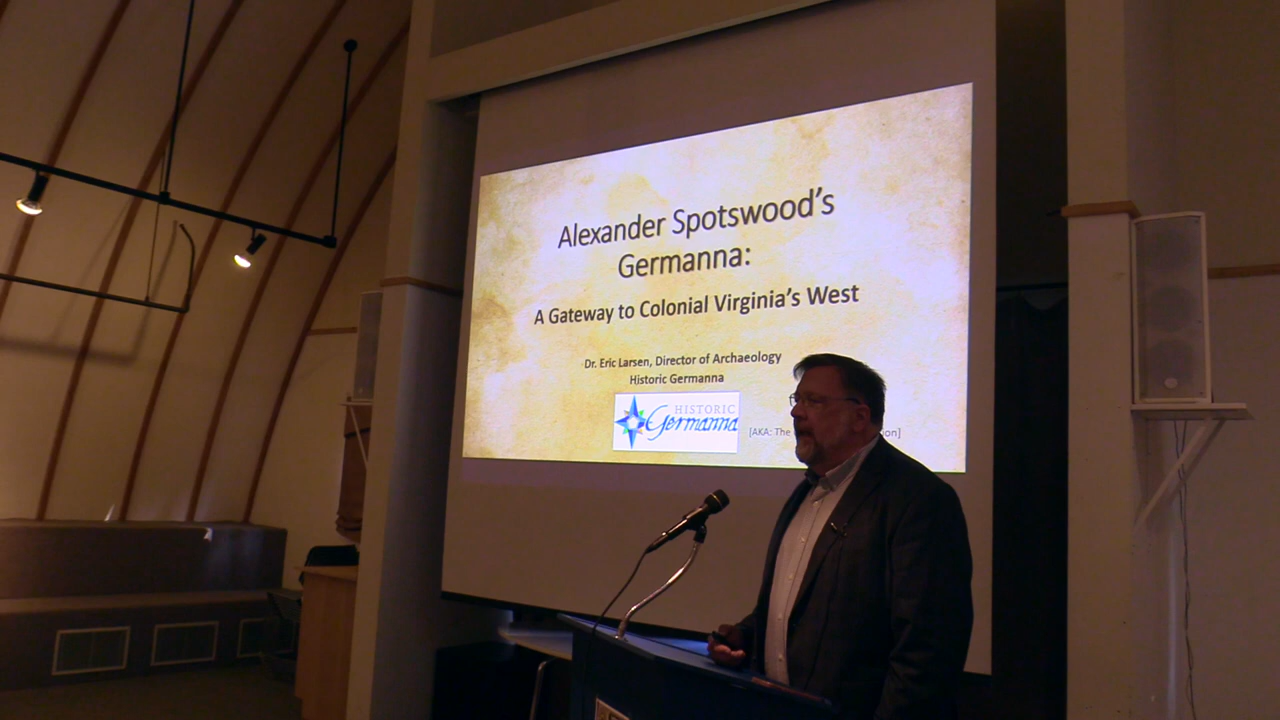 Alexander Spotswood's
Germanna:
A Gateway to Colonial Virginia's West
Dr. Eric Larsen, Director of Archaeology
Historic Germanna
HISTORIC
Germanna
[AKA: The